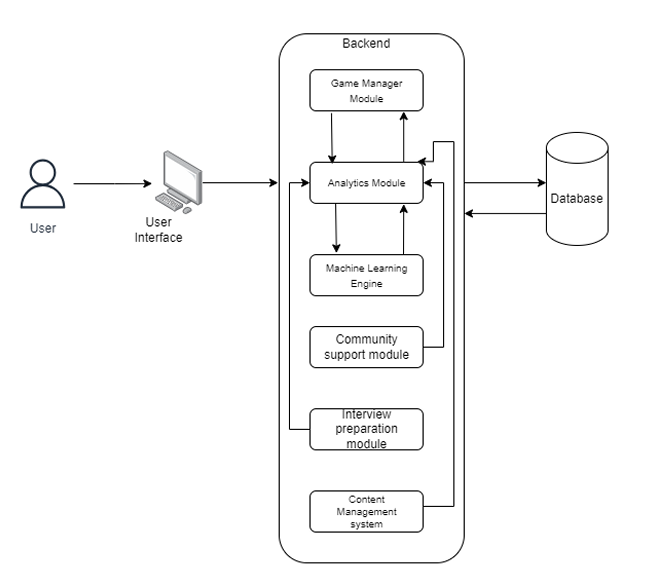 Backend
Game Manager
Module
Analytics Module
Machine Learning
Engine
Community
support module
Interview
preparation
module
Content
Management
system
User
User
Interface
Database